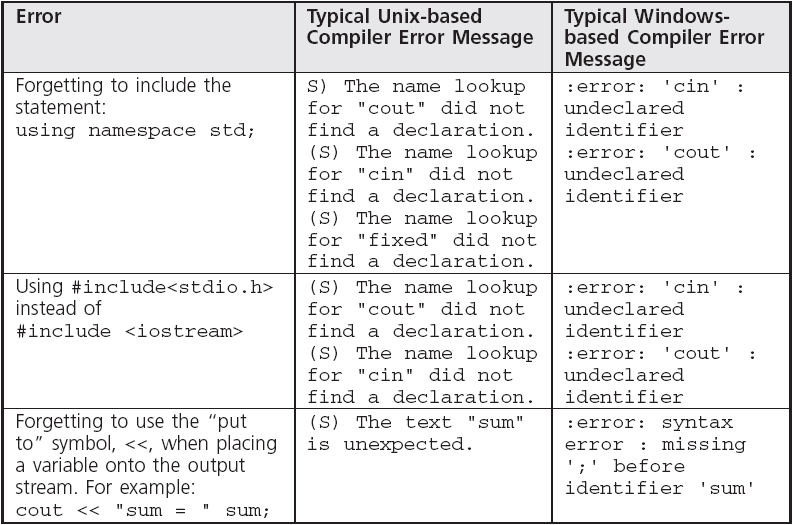 Error
Typical Unix-based
Compiler Error Message
Typical Windows-
based Compiler Error
Message
Forgetting to include the
statement:
using namespace std;
S) The name lookup
for "cout" did not
find a declaration.
(S) The name lookup
for "cin" did not
find a declaration.
(S) The name lookup
for "fixed" did not
find a declaration.
:error: 'cin' :
undeclared
identifier
:error: 'cout' :
undeclared
identifier
Using #include<stdio.h>
instead of
#include <iostream>
(S) The name lookup
for "cout" did not
find a declaration.
(S) The name lookup
for "cin" did not
find a declaration.
:error: 'cin' :
undeclared
identifier
:error: 'cout' :
undeclared
identifier
Forgetting to use the “put
to” symbol, <<, when placing
a variable onto the output
stream. For example:
cout << "sum = " sum;
(S) The text "sum"
is unexpected.
:error: syntax
error : missing
';' before
identifier 'sum'